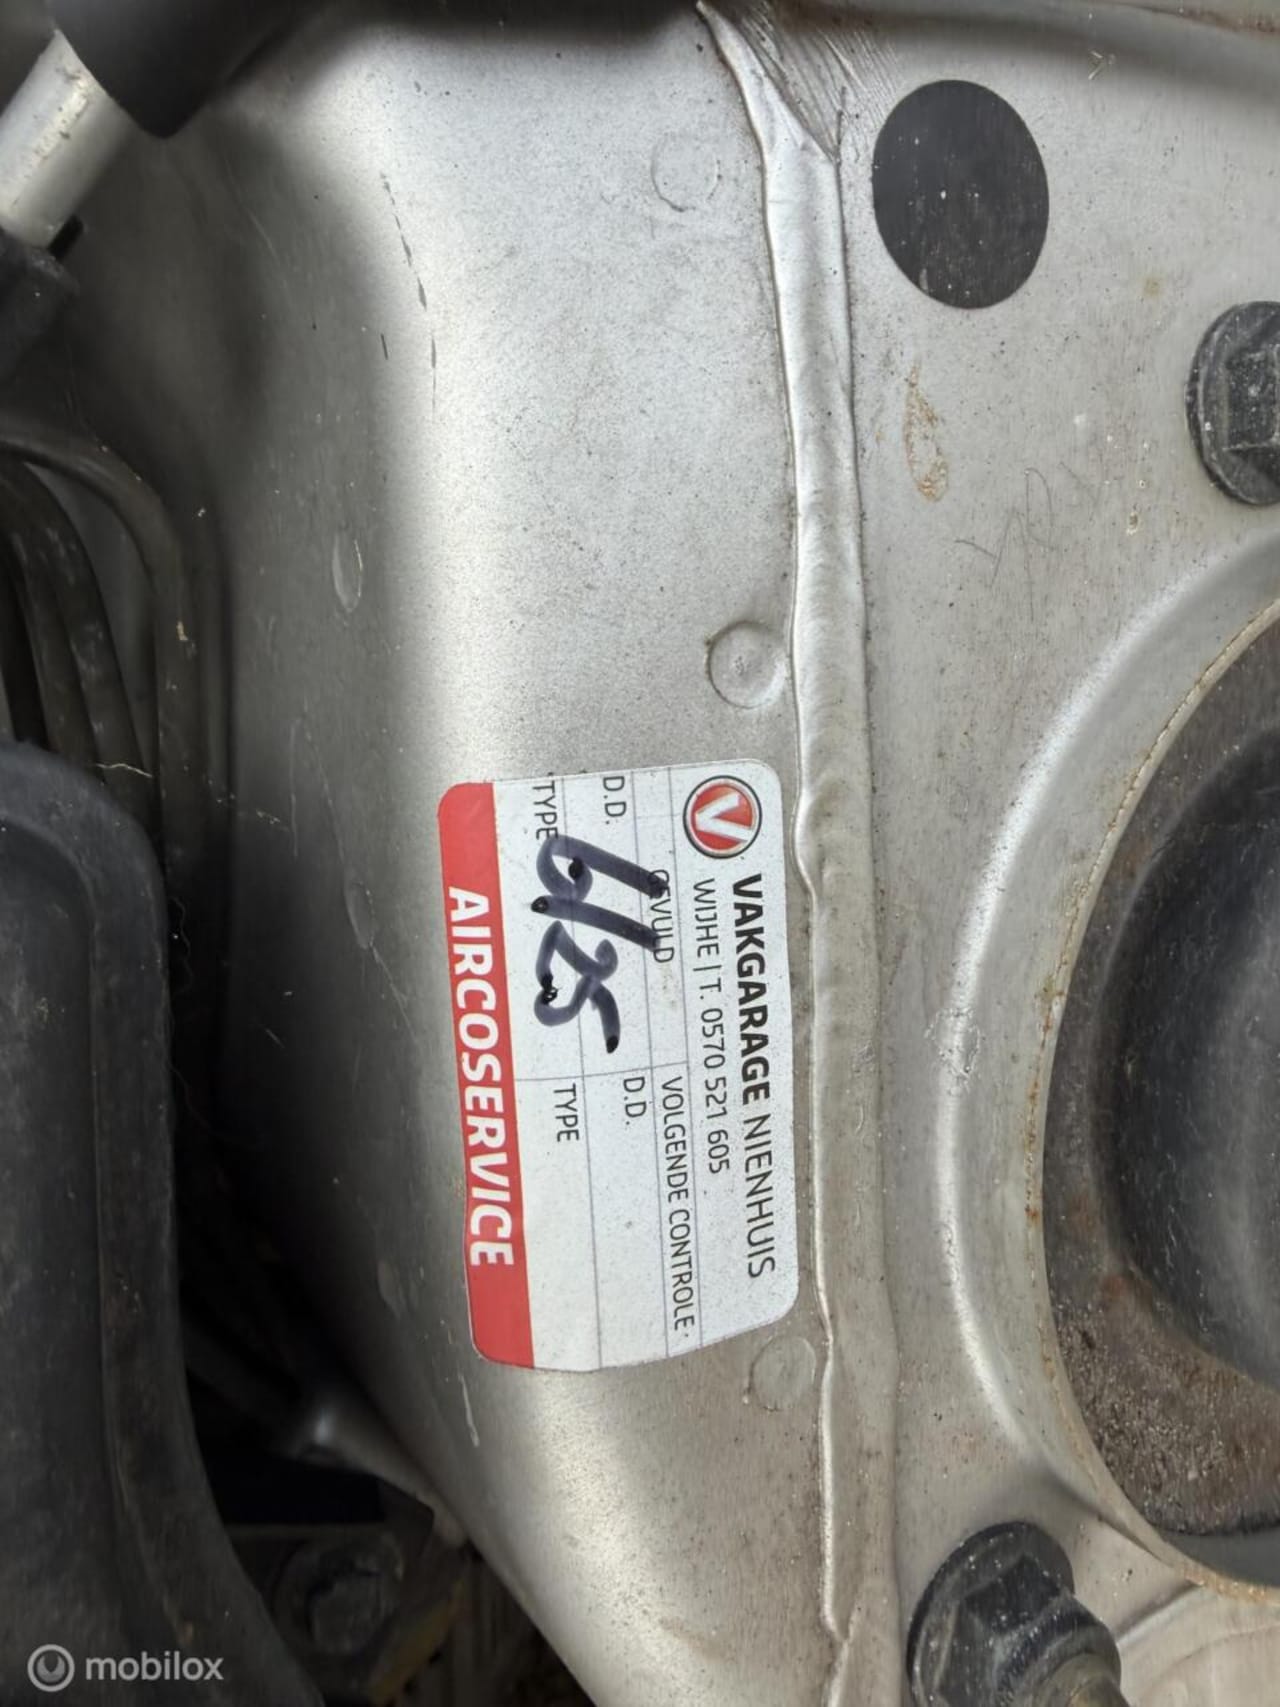 V VAKGARAGE NIENHUIS
WIJHE | T. 0570 521 605
GEVULD VOLGENDE CONTROLE
D.D. D.D.
6/25
TYPE TYPE
AIRCOSERVICE
mobilox